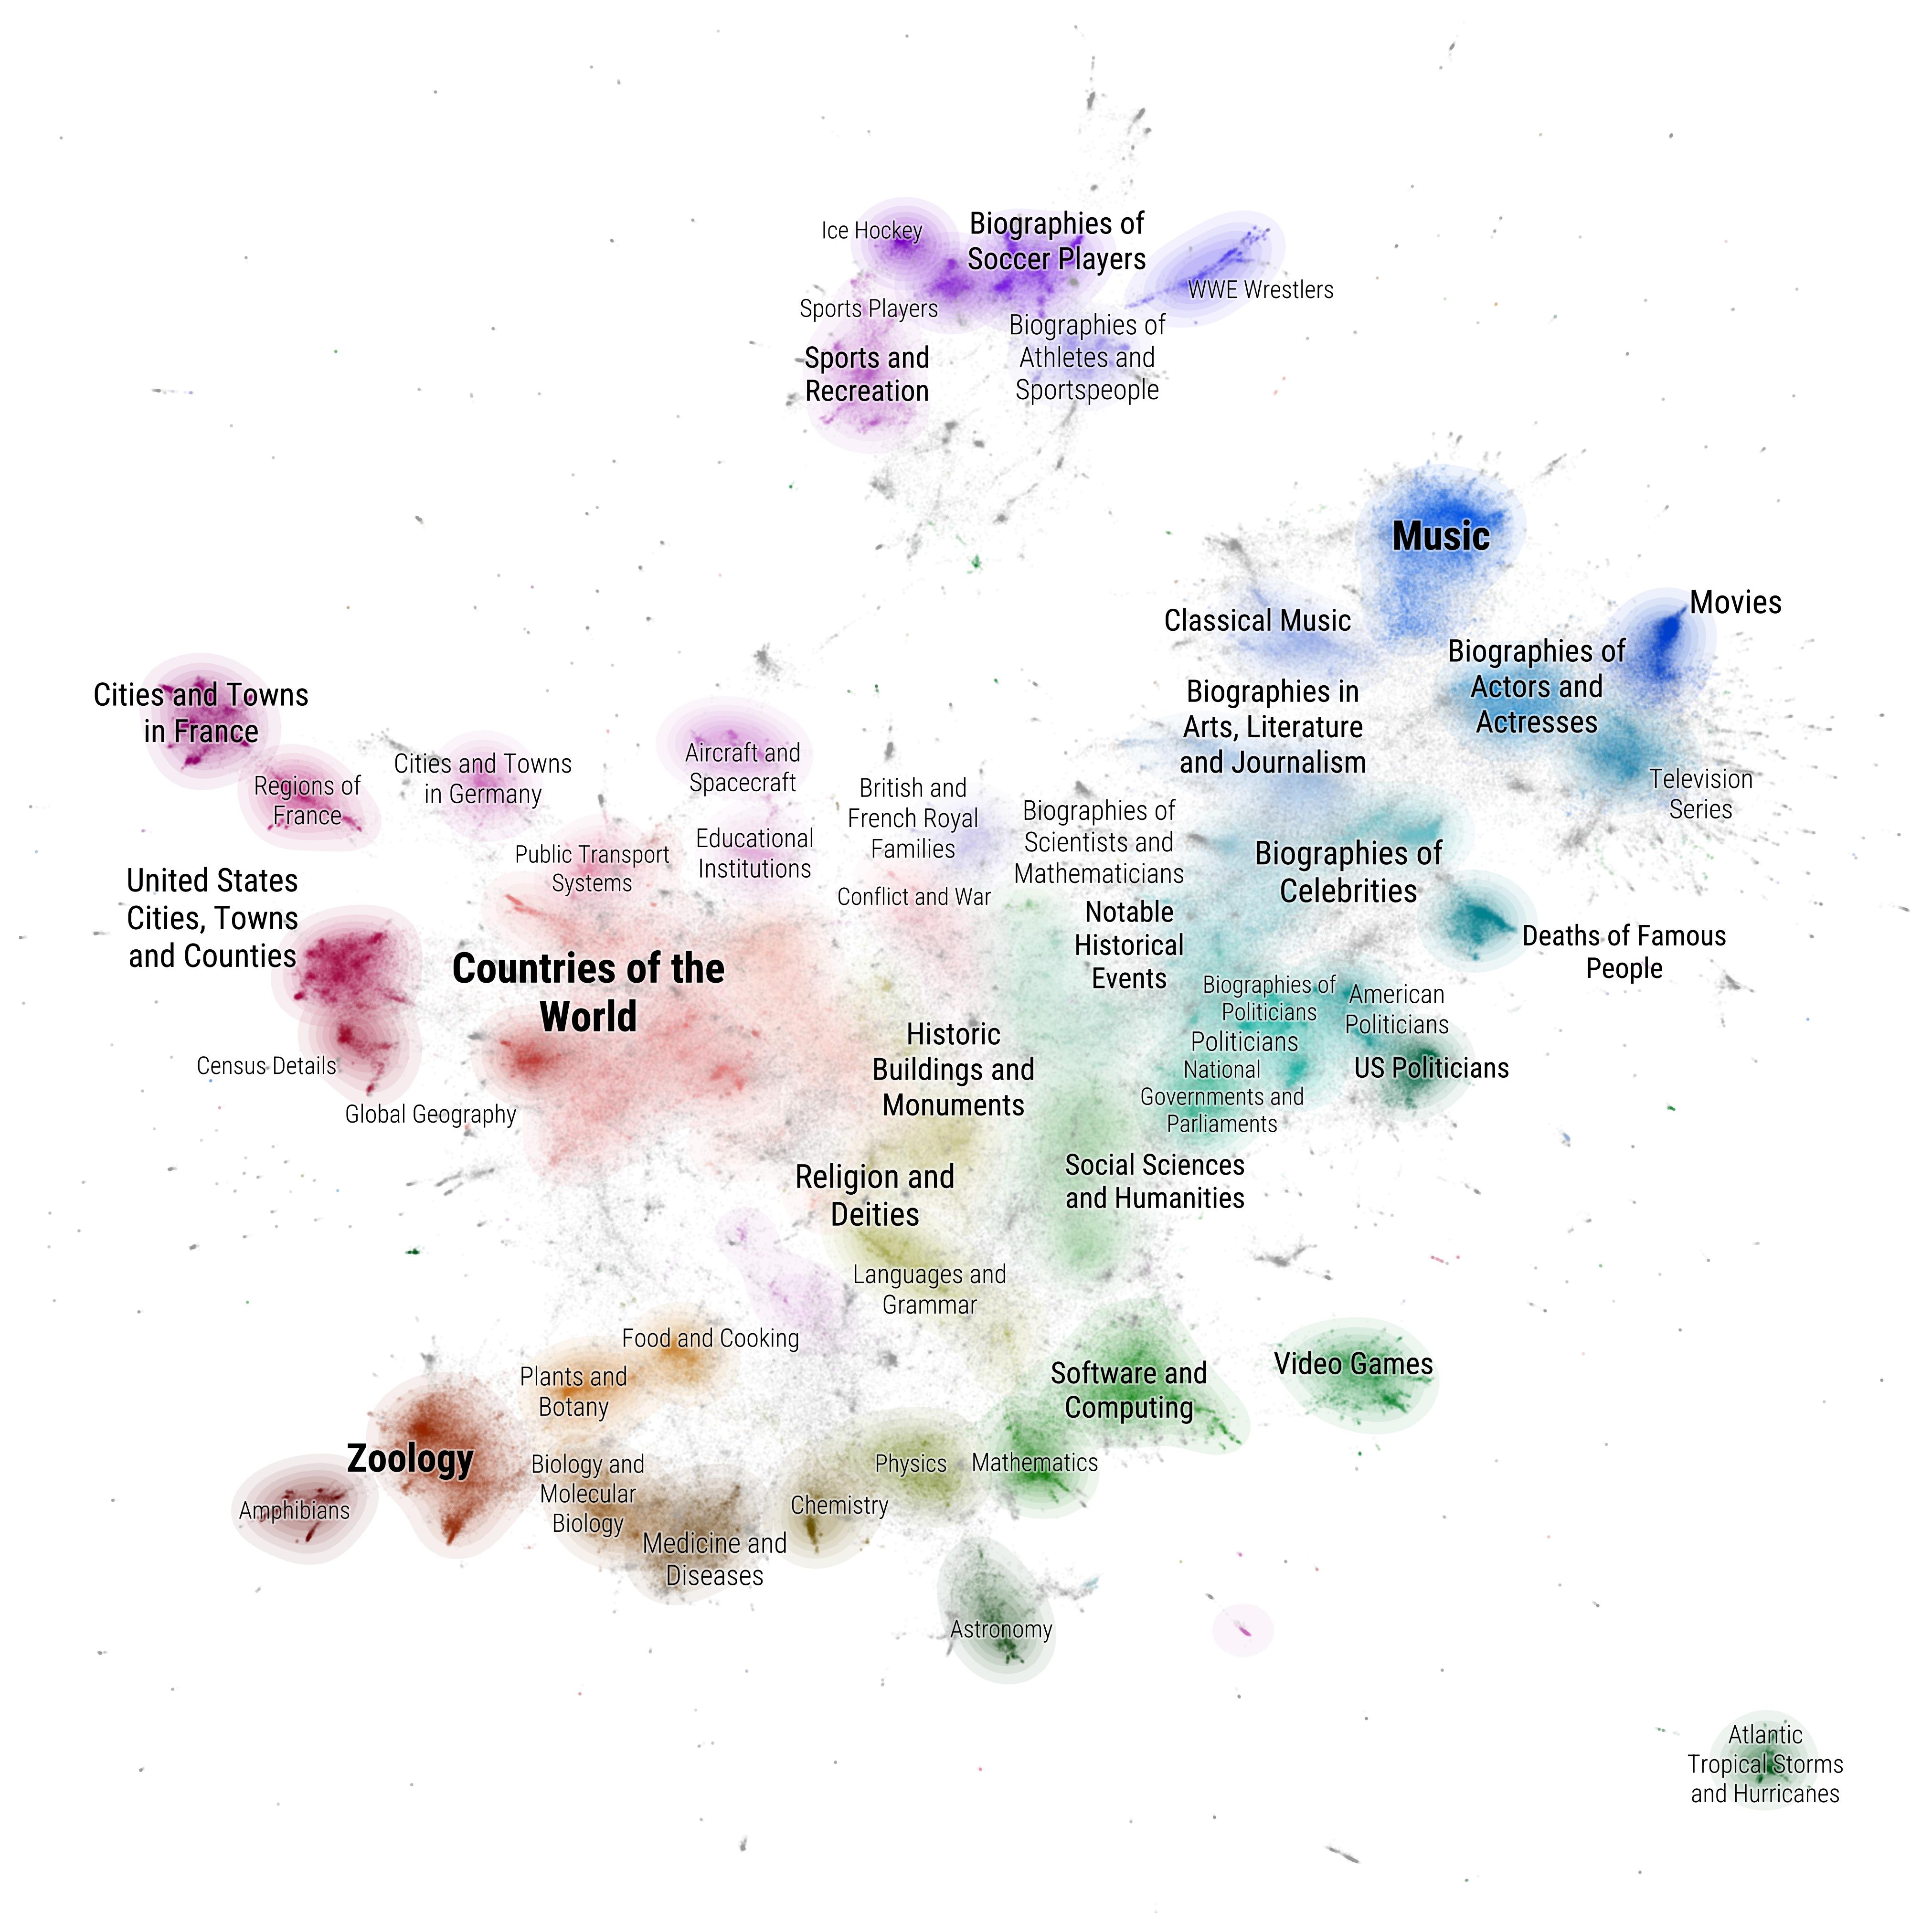 Ice Hockey
Biographies of
Soccer Players
WWE Wrestlers
Sports Players
Biographies of
Athletes and
Sportspeople
Sports and
Recreation
Music
Movies
Classical Music
Biographies of
Actors and
Actresses
Cities and Towns
in France
Biographies in
Arts, Literature
and Journalism
Television
Series
Regions of
France
Cities and Towns
in Germany
Aircraft and
Spacecraft
British and
French Royal
Families
Biographies of
Scientists and
Mathematicians
Public Transport
Systems
Educational
Institutions
Biographies of
Celebrities
United States
Cities, Towns
and Counties
Conflict and War
Notable
Historical
Events
Deaths of Famous
People
Countries of the
World
Biographies of
Politicians
American
Politicians
Politicians
Historic
Buildings and
Monuments
National
Governments and
Parliaments
US Politicians
Census Details
Global Geography
Religion and
Deities
Social Sciences
and Humanities
Languages and
Grammar
Food and Cooking
Plants and
Botany
Software and
Computing
Video Games
Zoology
Amphibians
Biology and
Molecular
Biology
Physics
Mathematics
Chemistry
Medicine and
Diseases
Astronomy
Atlantic
Tropical Storms
and Hurricanes